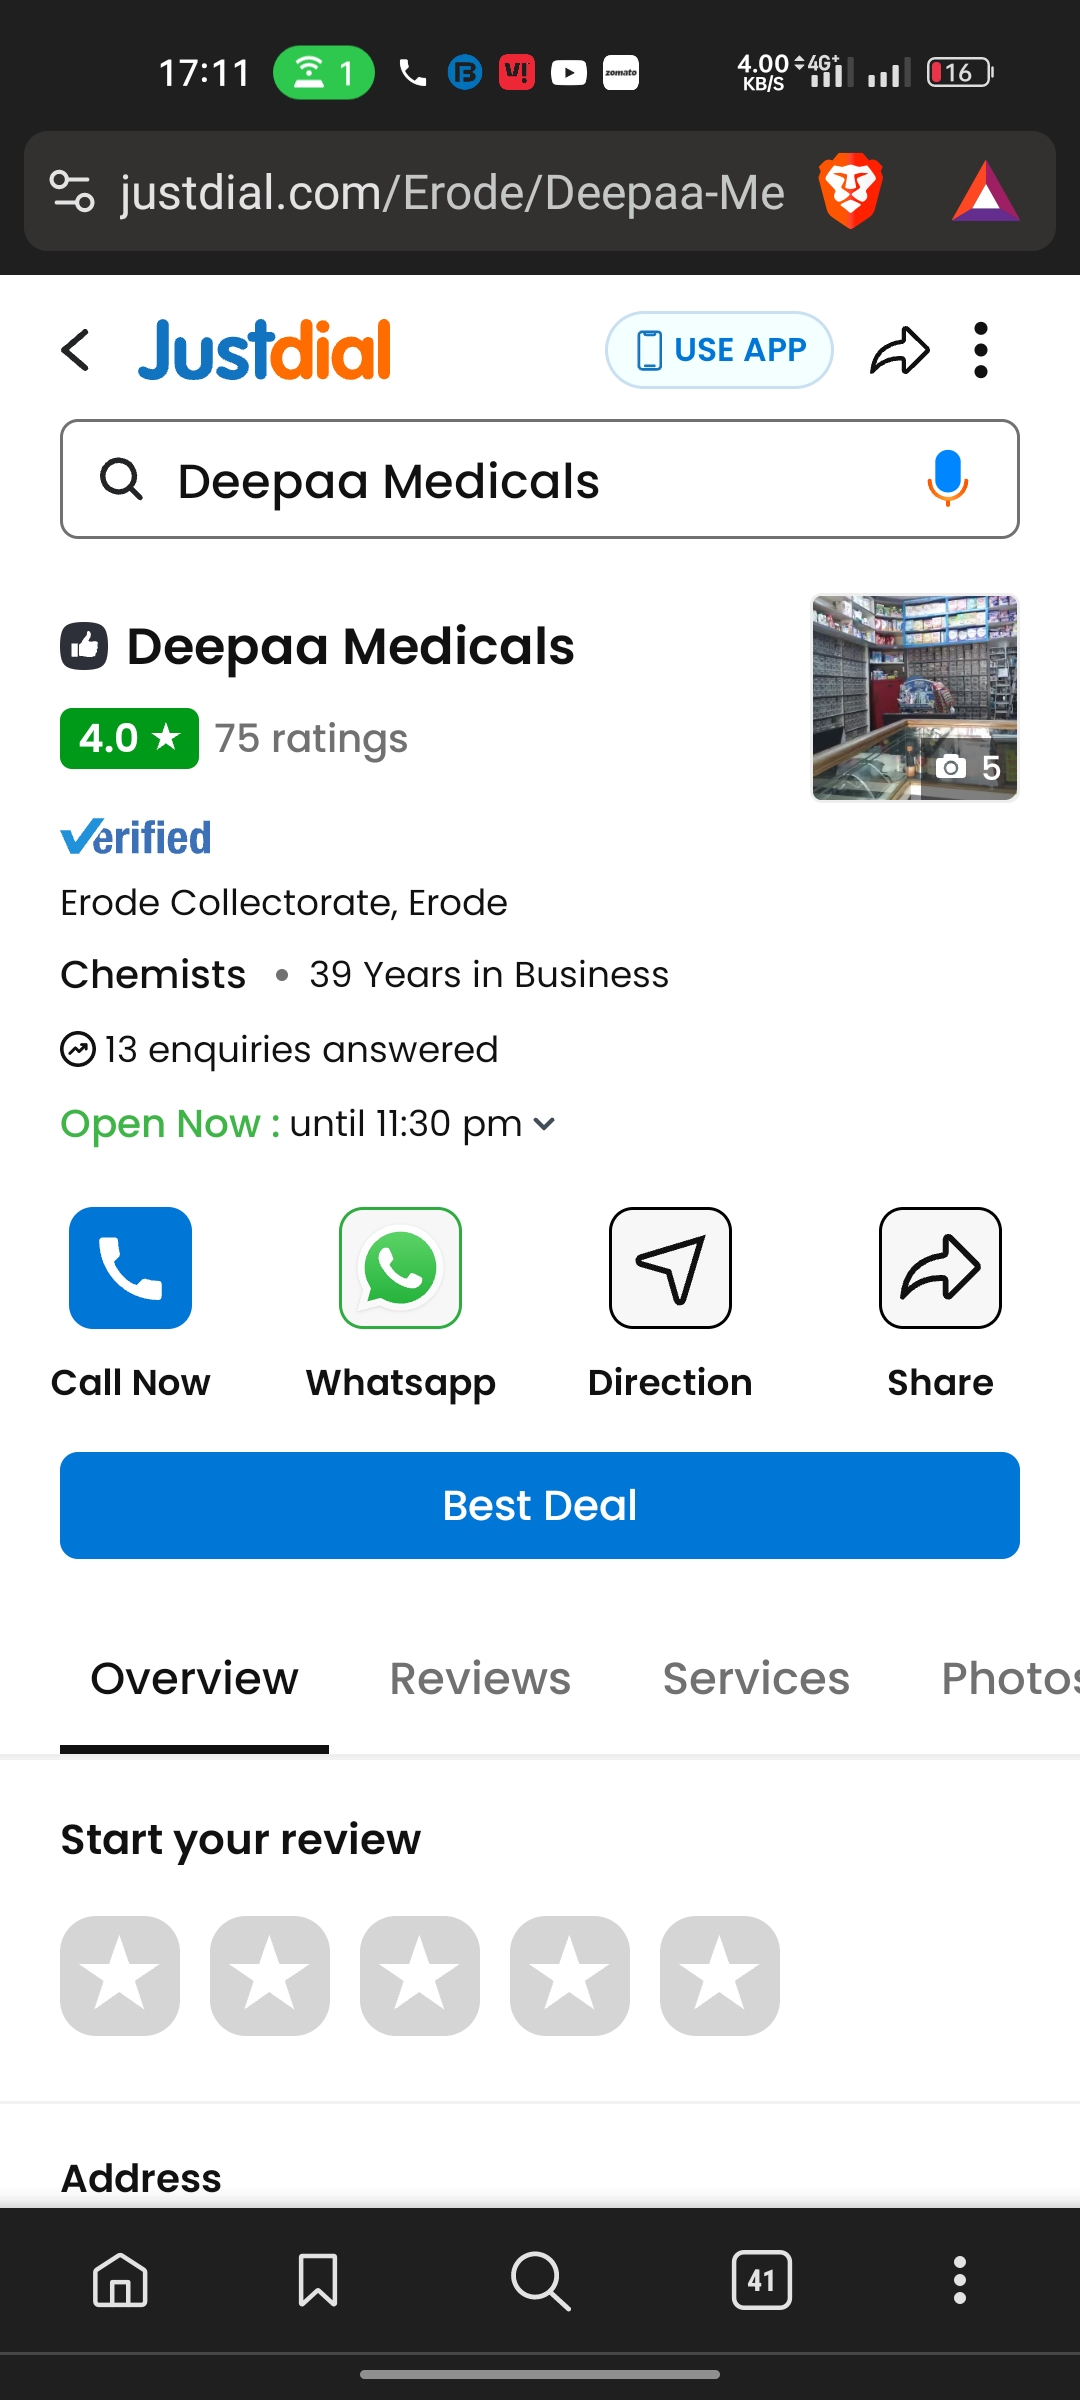 17:11
1
4.00 KB/S
4G+
16
justdial.com/Erode/Deepaa-Me
Justdial
USE APP
Deepaa Medicals
Deepaa Medicals
4.0 ★ 75 ratings
5
Verified
Erode Collectorate, Erode
Chemists • 39 Years in Business
13 enquiries answered
Open Now : until 11:30 pm
Call Now
Whatsapp
Direction
Share
Best Deal
Overview
Reviews
Services
Photos
Start your review
Address
41